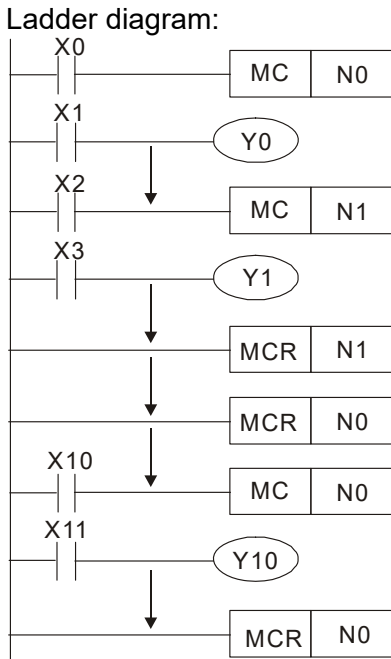 Ladder diagram:
X0
MC N0
X1
Y0
X2
MC N1
X3
Y1
MCR N1
MCR N0
X10
MC N0
X11
Y10
MCR N0